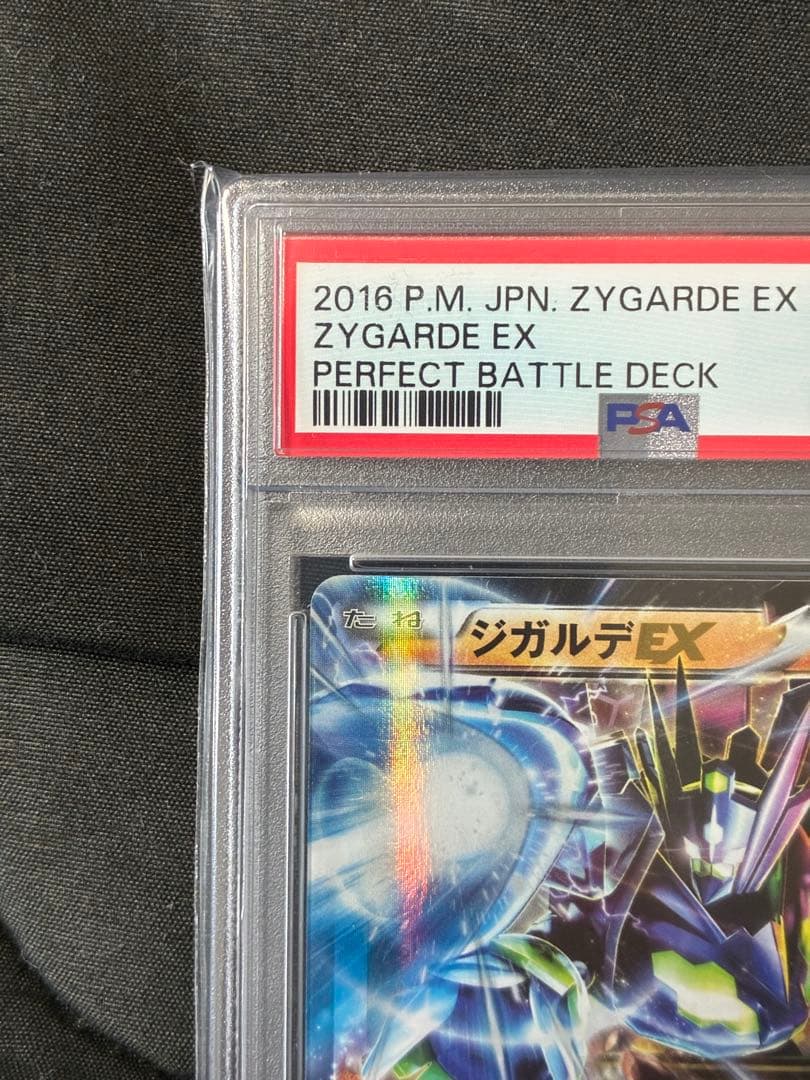 2016 P.M. JPN. ZYGARDE EX
ZYGARDE EX
PERFECT BATTLE DECK
PSA
たね
ジガルデEX